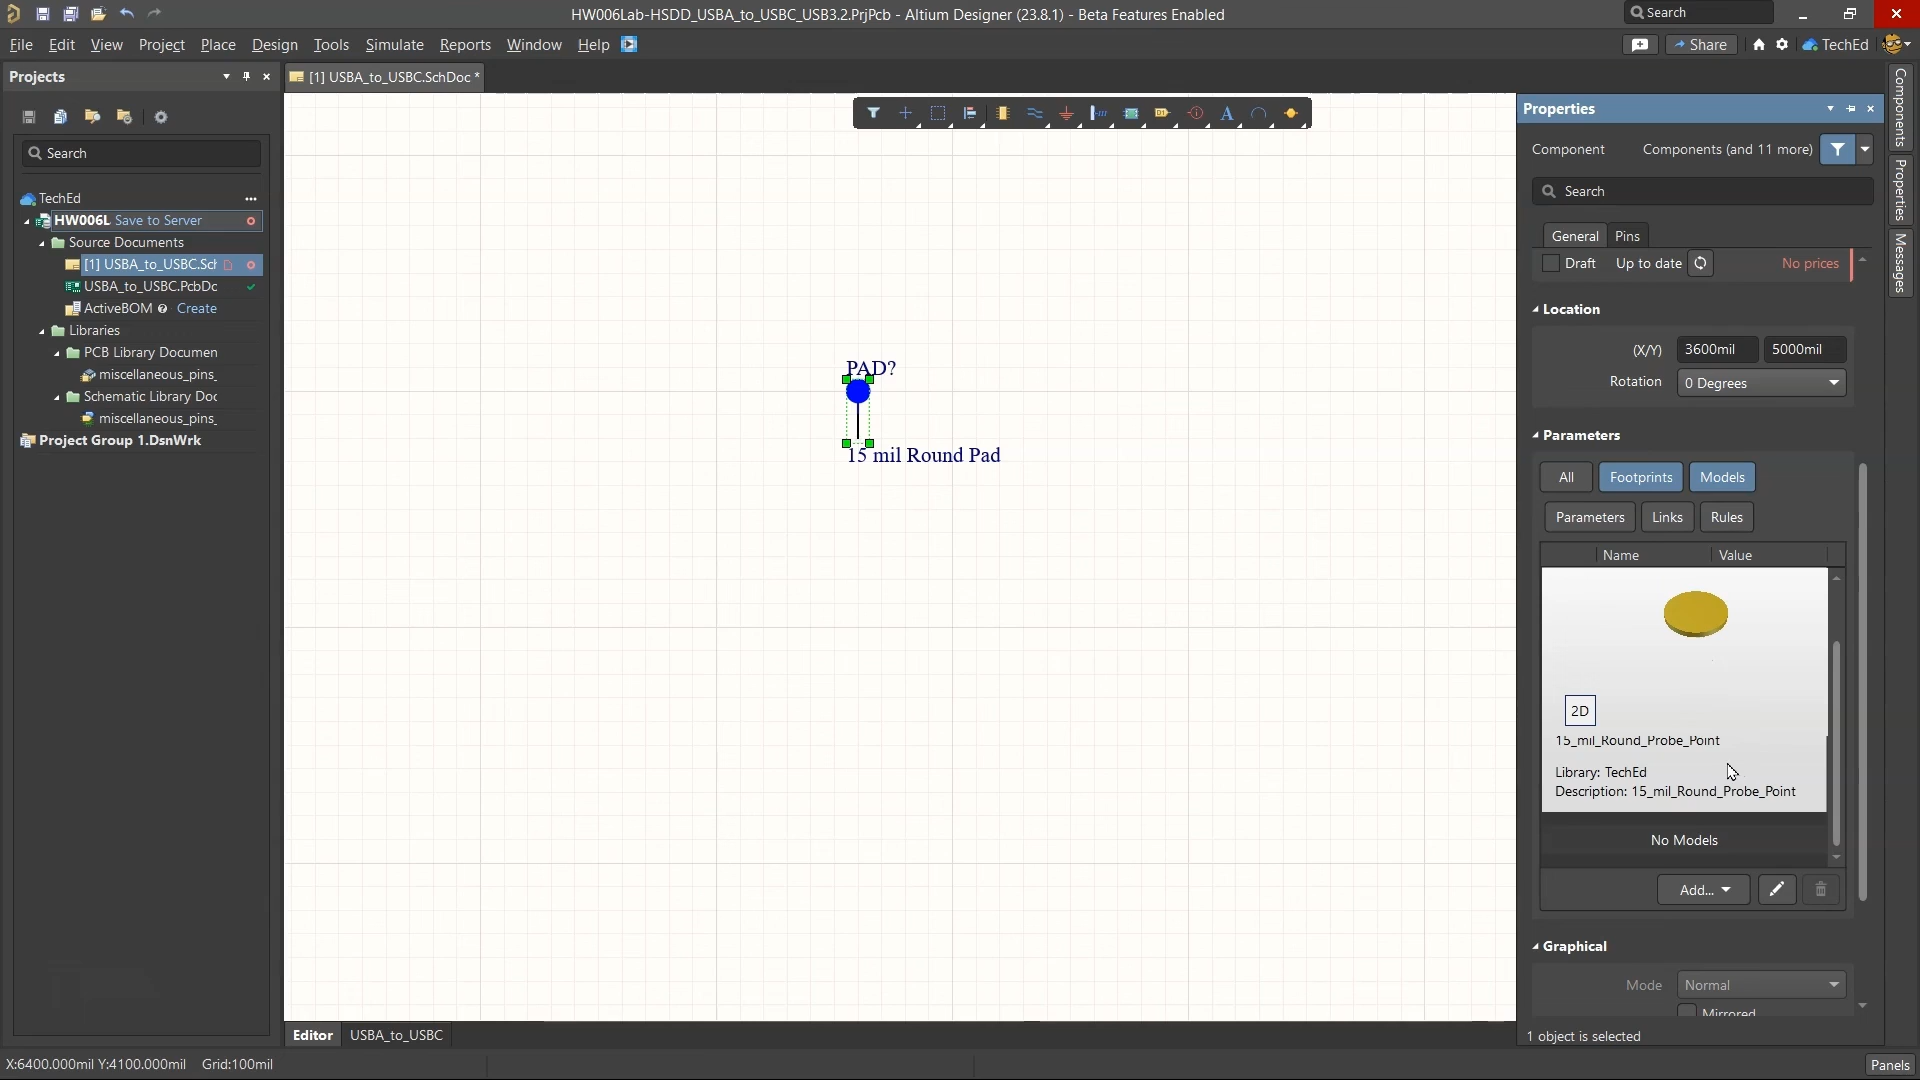 HW006Lab-HSDD_USBA_to_USBC_USB3.2.PrjPcb - Altium Designer (23.8.1) - Beta Features Enabled
Search
File Edit View Project Place Design Tools Simulate Reports Window Help
Share
TechEd
Projects
[1] USBA_to_USBC.SchDoc *
Search
TechEd
HW006L Save to Server
Source Documents
[1] USBA_to_USBC.Sch
USBA_to_USBC.PcbDc
ActiveBOM Create
Libraries
PCB Library Documen
miscellaneous_pins_
Schematic Library Doc
miscellaneous_pins_
Project Group 1.DsnWrk
PAD?
15 mil Round Pad
Properties
Component Components (and 11 more)
Search
General Pins
Draft Up to date No prices
Location
(X/Y) 3600mil 5000mil
Rotation 0 Degrees
Parameters
All Footprints Models
Parameters Links Rules
Name Value
2D
15_mil_Round_Probe_Point
Library: TechEd
Description: 15_mil_Round_Probe_Point
No Models
Add...
Graphical
Mode Normal
Mirrored
1 object is selected
Components
Properties
Messages
Editor USBA_to_USBC
X:6400.000mil Y:4100.000mil Grid:100mil
Panels